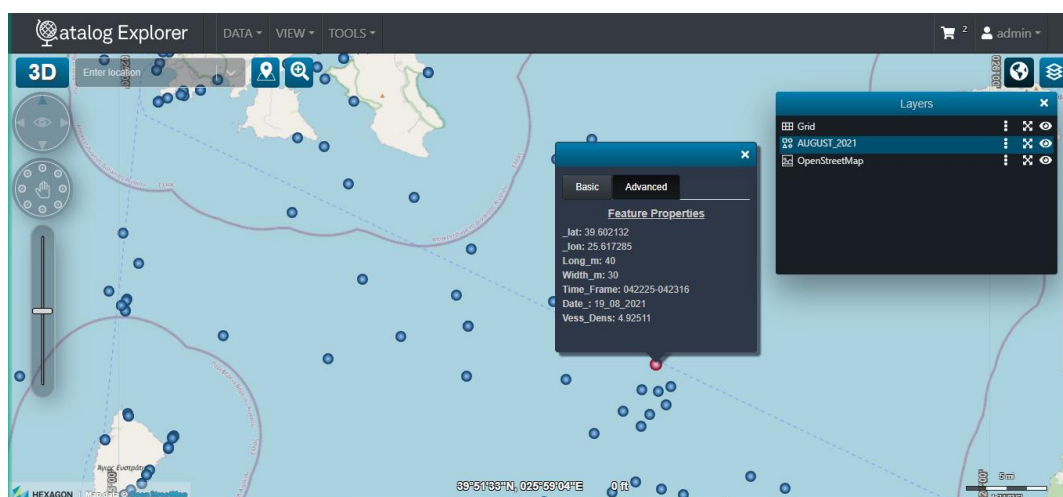 Catalog Explorer
DATA
VIEW
TOOLS
2
admin
3D
Enter location
Layers
Grid
AUGUST_2021
OpenStreetMap
Basic
Advanced
Feature Properties
_lat: 39.602132
_lon: 25.617285
Long_m: 40
Width_m: 30
Time_Frame: 042225-042316
Date_: 19_08_2021
Vess_Dens: 4.92511
HEXAGON
39°51'33"N, 025°59'04"E
0 ft
5 mi